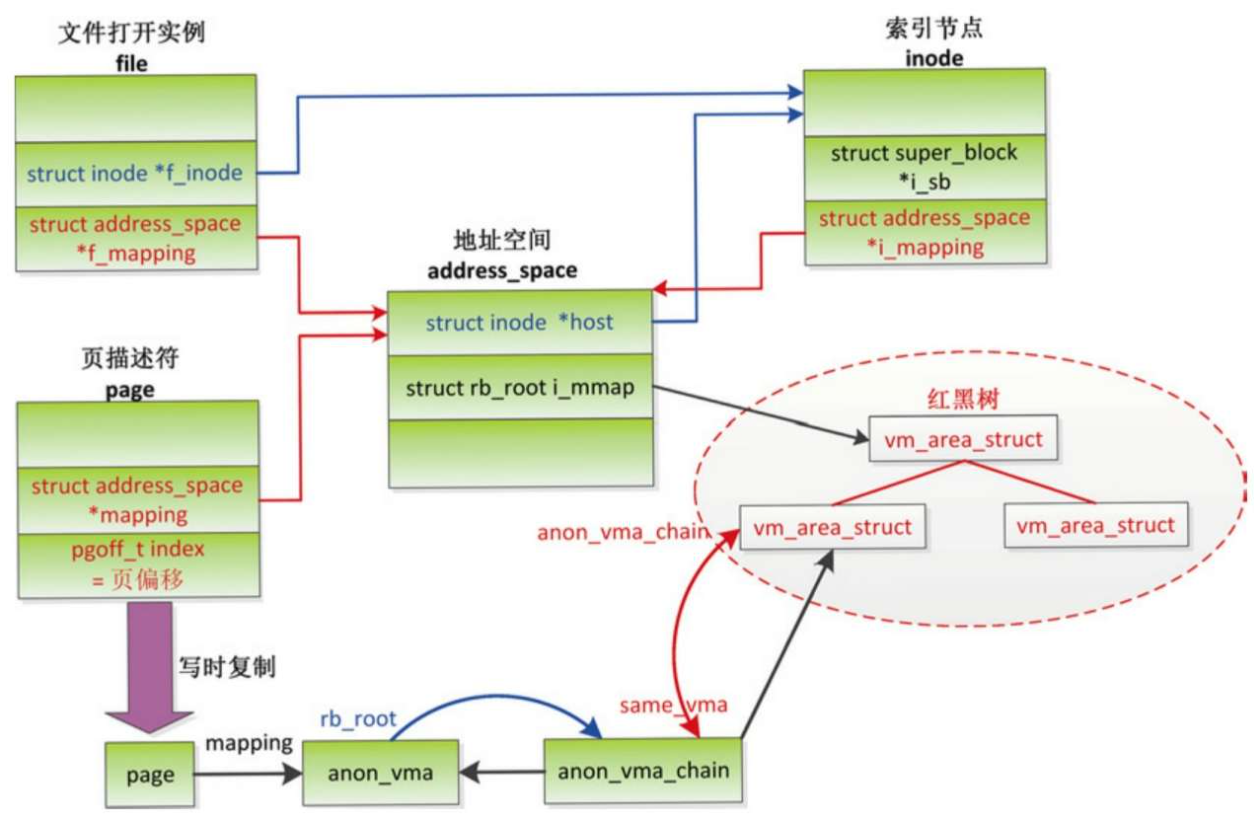 文件打开实例
file
struct inode *f_inode
struct address_space
*f_mapping
索引节点
inode
struct super_block
*i_sb
struct address_space
*i_mapping
地址空间
address_space
struct inode *host
struct rb_root i_mmap
页描述符
page
struct address_space
*mapping
pgoff_t index
= 页偏移
红黑树
vm_area_struct
vm_area_struct
vm_area_struct
anon_vma_chain
写时复制
same_vma
rb_root
mapping
page
anon_vma
anon_vma_chain